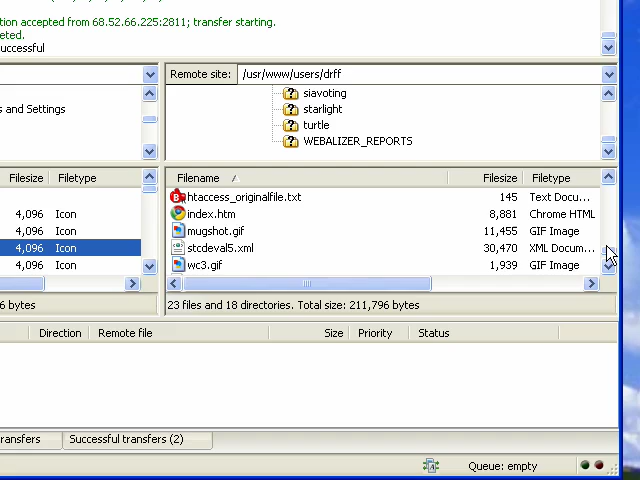 ction accepted from 68.52.66.225:2811; transfer starting.
eted.
successful
Remote site: /usr/www/users/drff
siavoting
s and Settings starlight
turtle
WEBALIZER_REPORTS
Filesize Filetype Filename Filesize Filetype
htaccess_originalfile.txt 145 Text Docu...
4,096 Icon index.htm 8,881 Chrome HTML
4,096 Icon mugshot.gif 11,455 GIF Image
4,096 Icon stcdeval5.xml 30,470 XML Docum...
4,096 Icon wc3.gif 1,939 GIF Image
6 bytes 23 files and 18 directories. Total size: 211,796 bytes
Direction Remote file Size Priority Status
ransfers Successful transfers (2)
Queue: empty